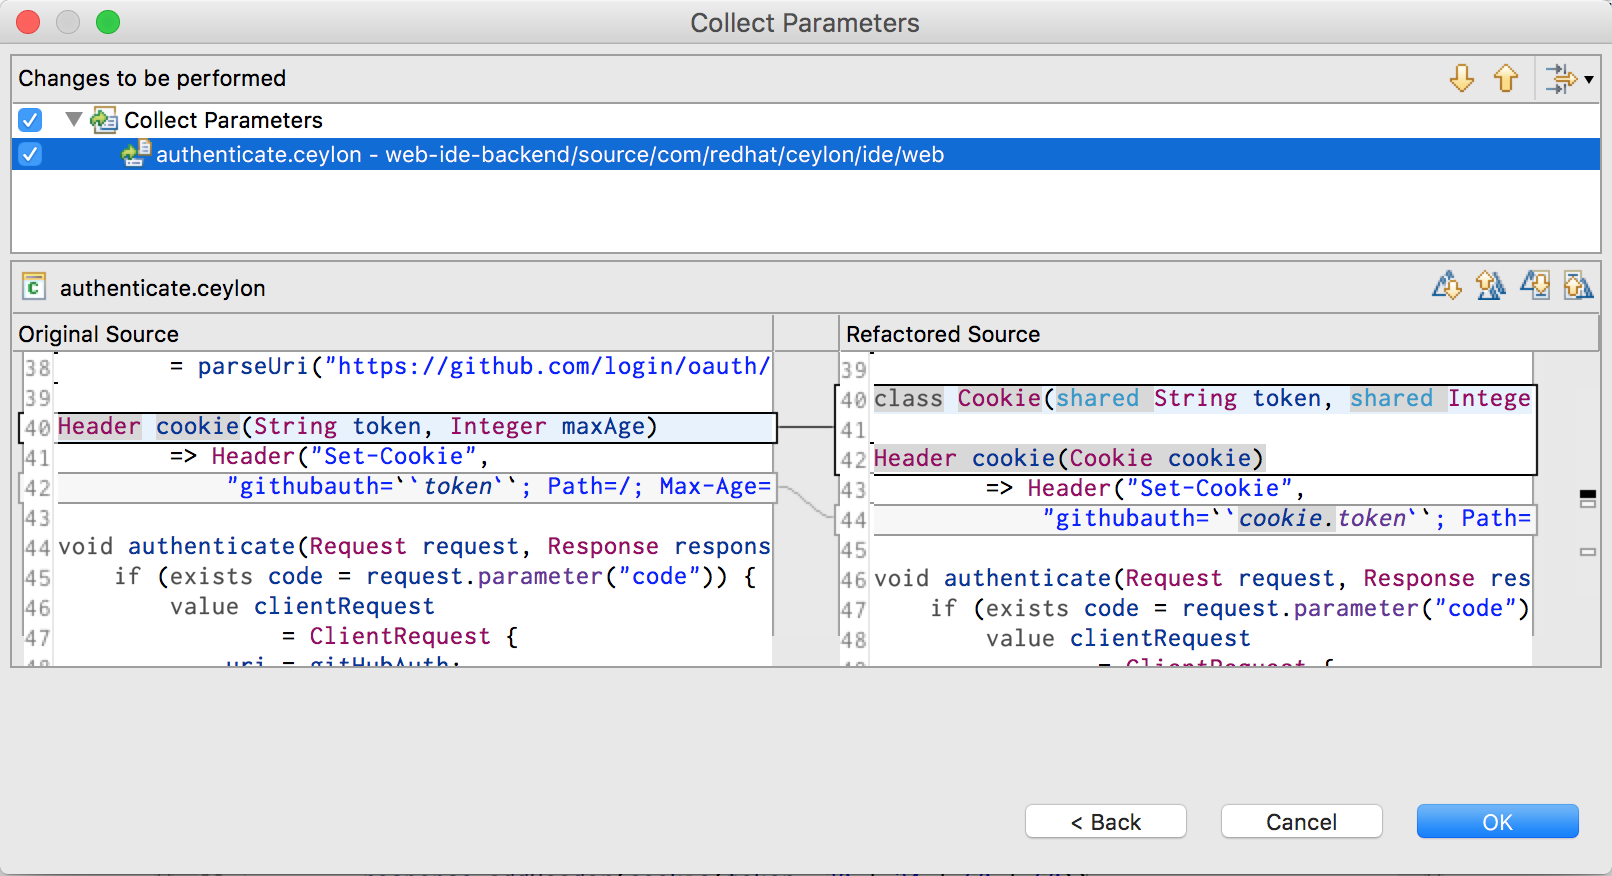 Collect Parameters
Changes to be performed
Collect Parameters
authenticate.ceylon - web-ide-backend/source/com/redhat/ceylon/ide/web
authenticate.ceylon
Original Source
38         = parseUri("https://github.com/login/oauth/
39
40 Header cookie(String token, Integer maxAge)
41         => Header("Set-Cookie",
42             "githubauth=``token``; Path=/; Max-Age=
43
44 void authenticate(Request request, Response respons
45     if (exists code = request.parameter("code")) {
46         value clientRequest
47                 = ClientRequest {
48             uri = gitHubAuth;
Refactored Source
39
40 class Cookie(shared String token, shared Intege
41
42 Header cookie(Cookie cookie)
43         => Header("Set-Cookie",
44             "githubauth=``cookie.token``; Path=
45
46 void authenticate(Request request, Response res
47     if (exists code = request.parameter("code")
48         value clientRequest
49                 = ClientRequest {
< Back
Cancel
OK